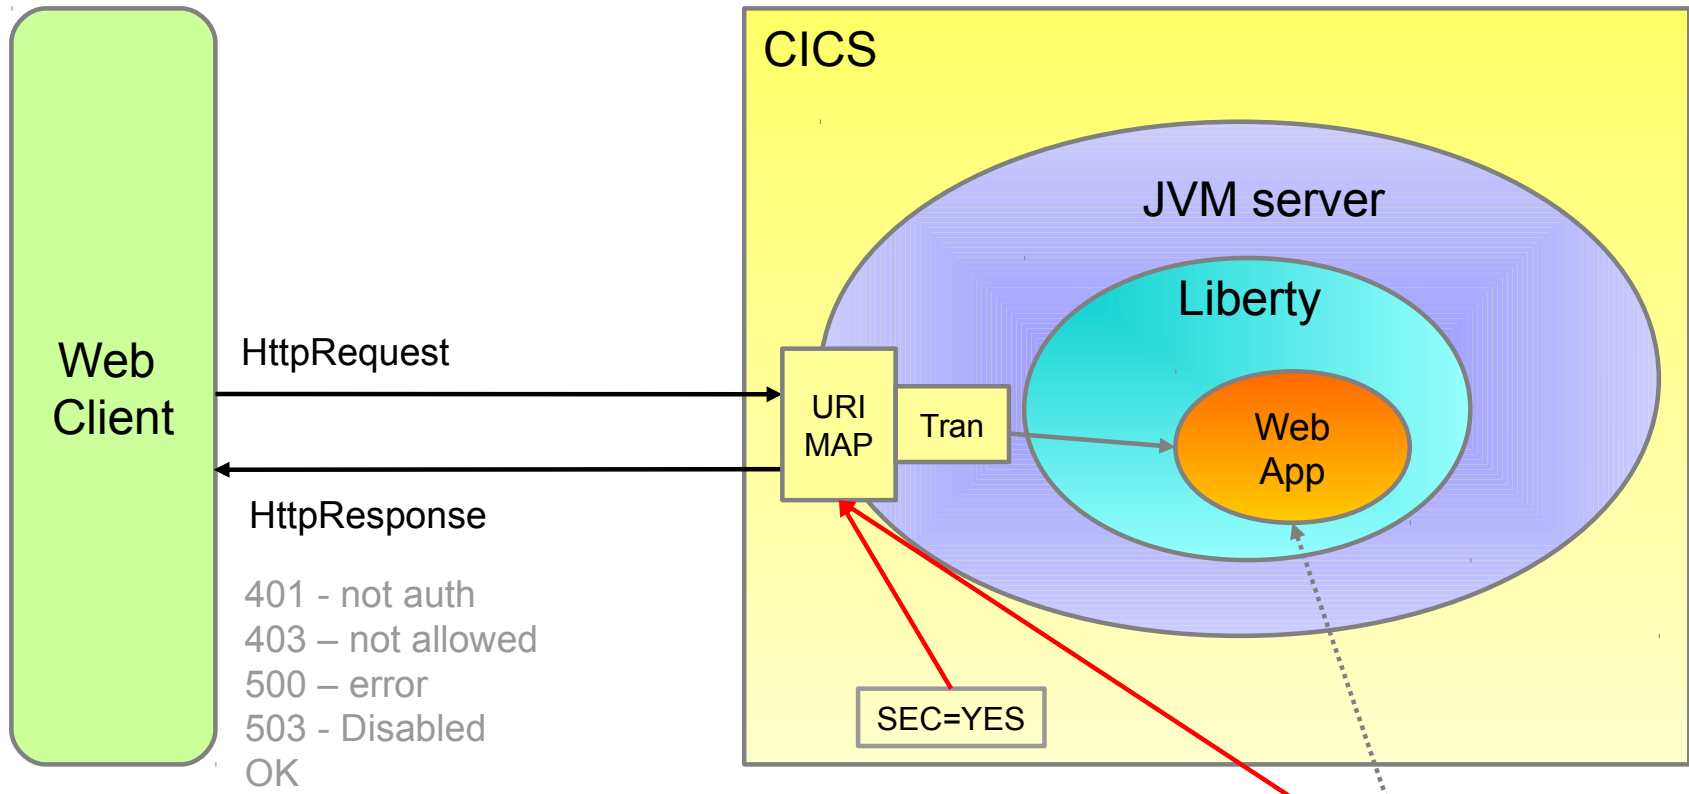 CICS
JVM server
Liberty
Web
Client
HttpRequest
URI
MAP
Tran
Web
App
HttpResponse
401 - not auth
403 – not allowed
500 – error
503 - Disabled
OK
SEC=YES